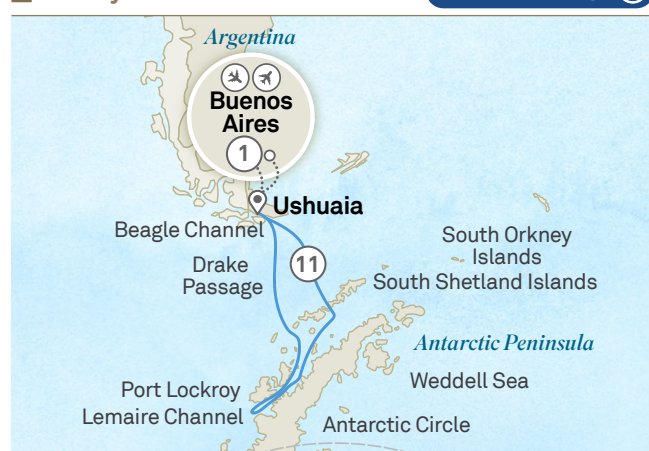 Argentina
Buenos
Aires
1
Ushuaia
Beagle Channel
South Orkney
Islands
Drake
Passage
11
South Shetland Islands
Antarctic Peninsula
Weddell Sea
Port Lockroy
Lemaire Channel
Antarctic Circle